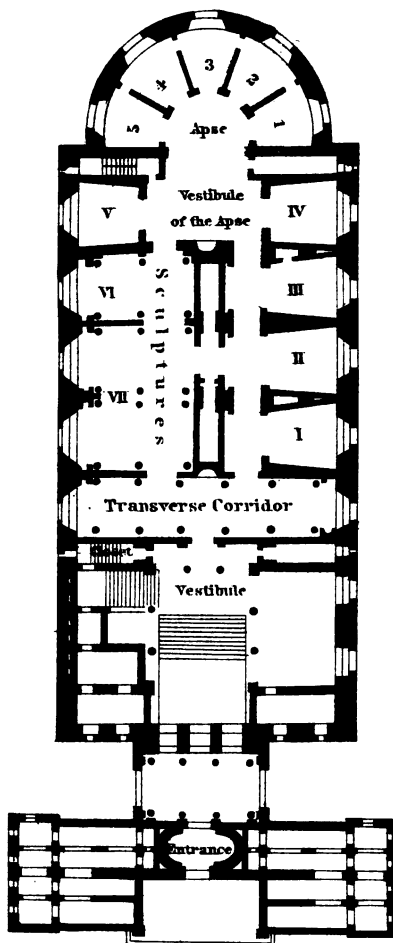 3
4
2
5
1
Apse
Vestibule
of the Apse
V
IV
VI
III
Sculptures
II
VII
I
Transverse Corridor
Closet
Vestibule
Entrance